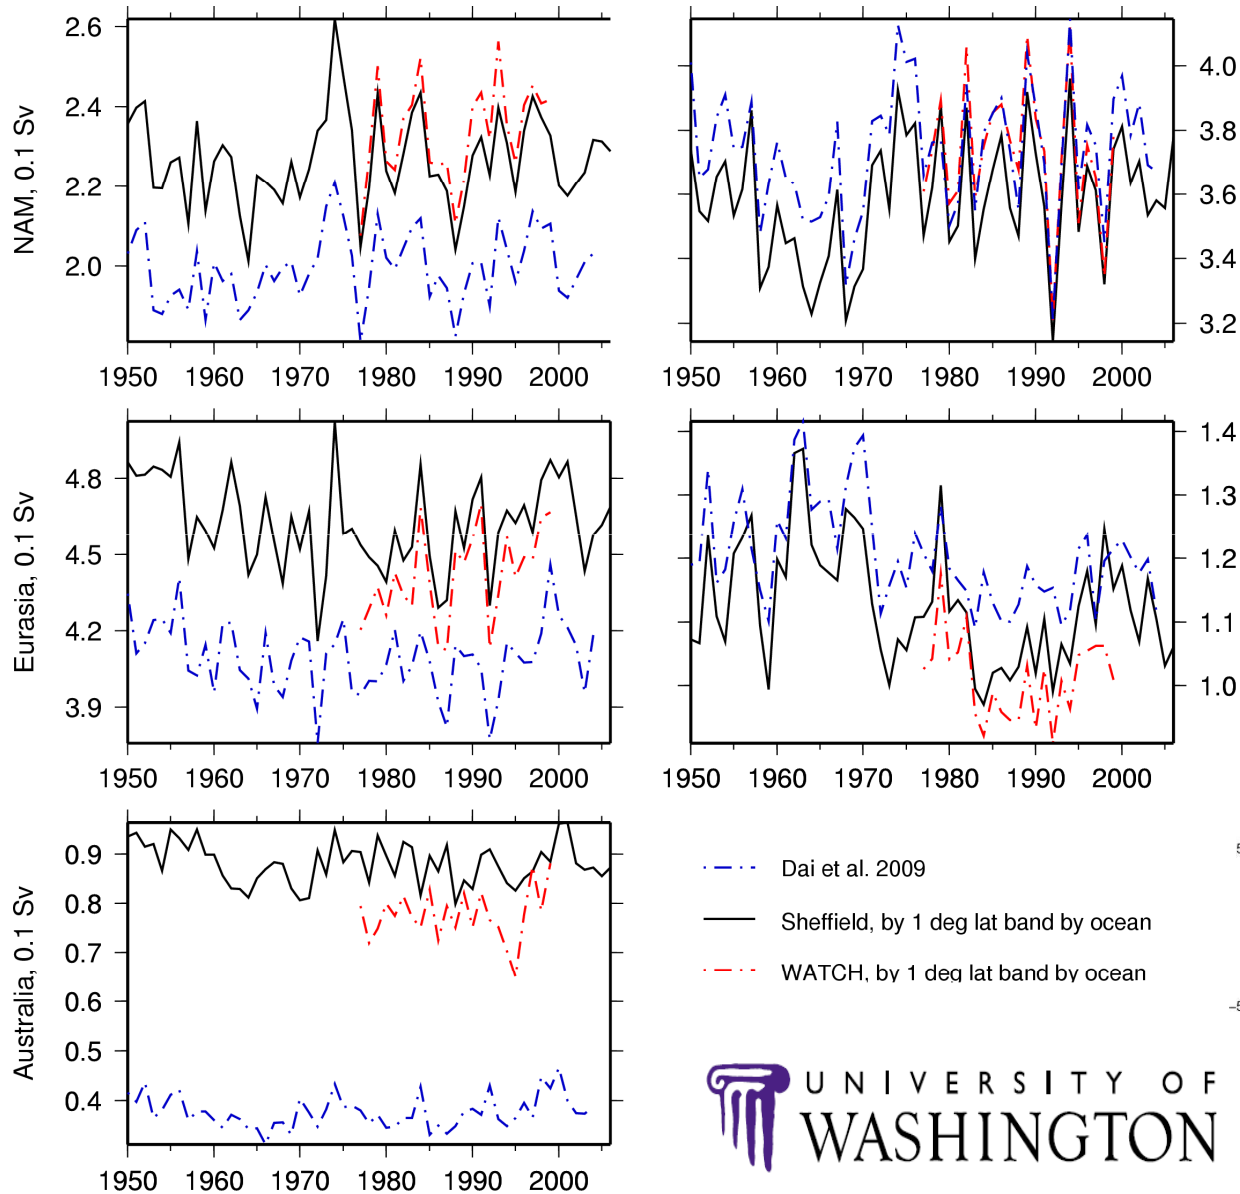 NAM, 0.1 Sv
2.6
2.4
2.2
2.0
1950 1960 1970 1980 1990 2000
4.0
3.8
3.6
3.4
3.2
1950 1960 1970 1980 1990 2000
Eurasia, 0.1 Sv
4.8
4.5
4.2
3.9
1950 1960 1970 1980 1990 2000
1.4
1.3
1.2
1.1
1.0
1950 1960 1970 1980 1990 2000
Australia, 0.1 Sv
0.9
0.8
0.7
0.6
0.5
0.4
1950 1960 1970 1980 1990 2000
Dai et al. 2009
Sheffield, by 1 deg lat band by ocean
WATCH, by 1 deg lat band by ocean
UNIVERSITY OF
WASHINGTON